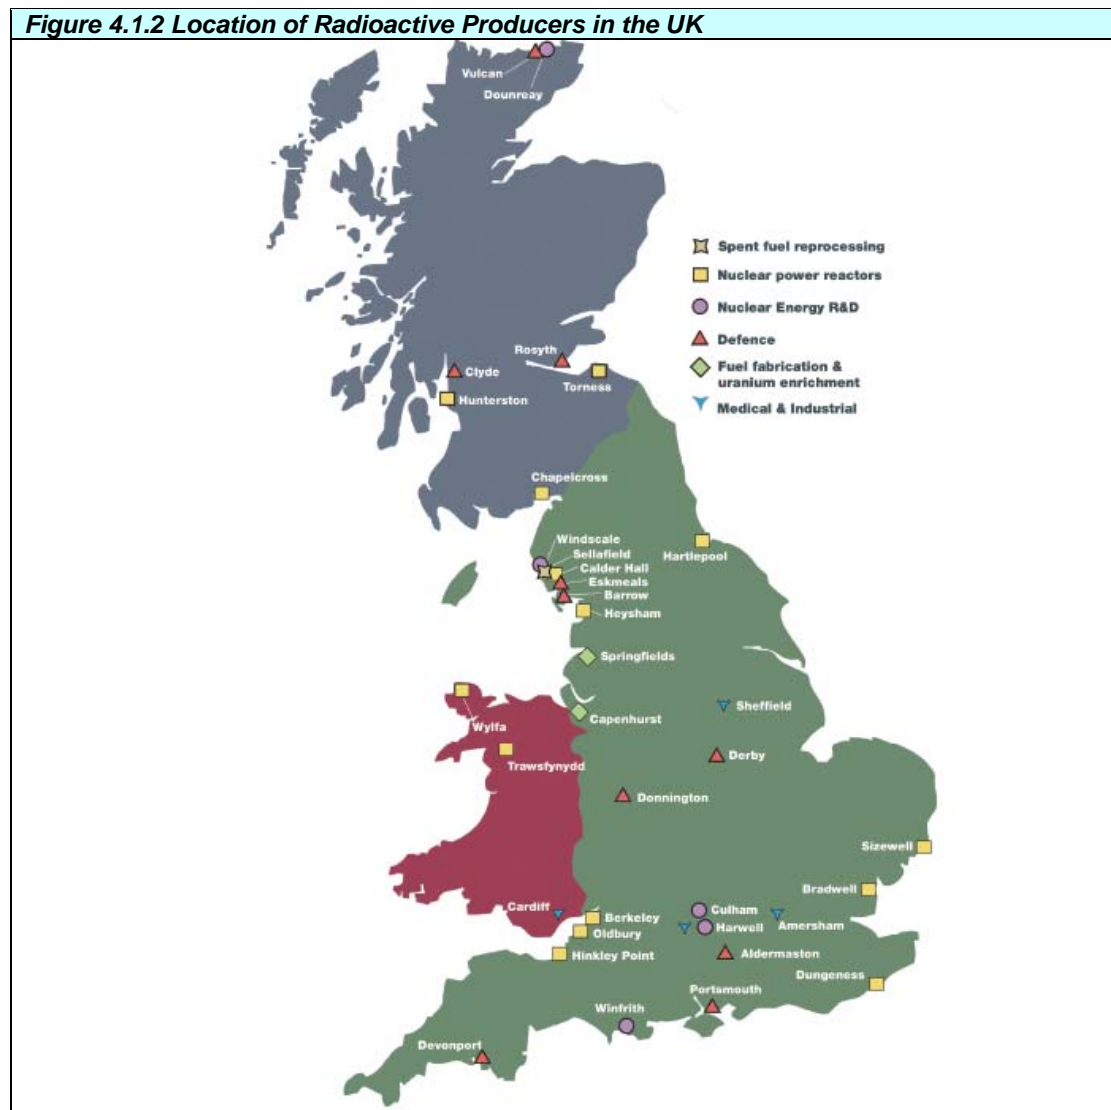 Figure 4.1.2 Location of Radioactive Producers in the UK
Vulcan
Dounreay
Spent fuel reprocessing
Nuclear power reactors
Nuclear Energy R&D
Defence
Fuel fabrication &
uranium enrichment
Medical & Industrial
Rosyth
Clyde
Torness
Hunterston
Chapelcross
Windscale
Sellafield
Calder Hall
Eskmeals
Barrow
Heysham
Hartlepool
Springfields
Capenhurst
Sheffield
Wylfa
Trawsfynydd
Derby
Donnington
Sizewell
Bradwell
Cardiff
Berkeley
Oldbury
Culham
Harwell
Amersham
Hinkley Point
Aldermaston
Dungeness
Portsmouth
Winfrith
Devonport